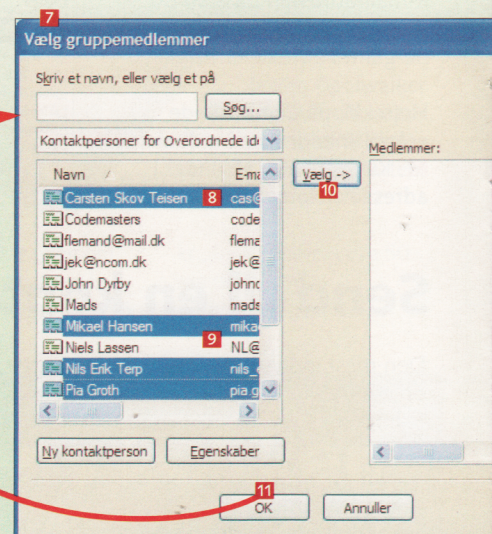 7
Vælg gruppemedlemmer
Skriv et navn, eller vælg et på
Søg...
Kontaktpersoner for Overordnede id
Medlemmer:
Navn / E-ma
Vælg ->
10
Carsten Skov Teisen 8 cas@
Codemasters code
flemand@mail.dk flema
jek@ncom.dk jek@
John Dyrby johnd
Mads mads
Mikael Hansen mika
9
Niels Lassen NL@
Nils Erik Terp nils_e
Pia Groth pia.g
Ny kontaktperson Egenskaber
11
OK Annuller